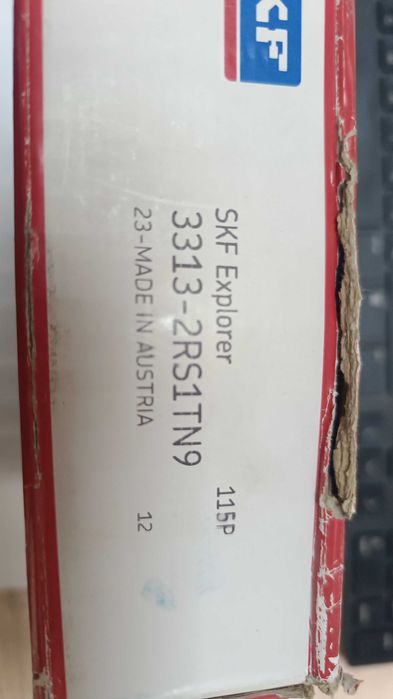 SKF
SKF Explorer 115P
3313-2RS1TN9
23-MADE IN AUSTRIA 12